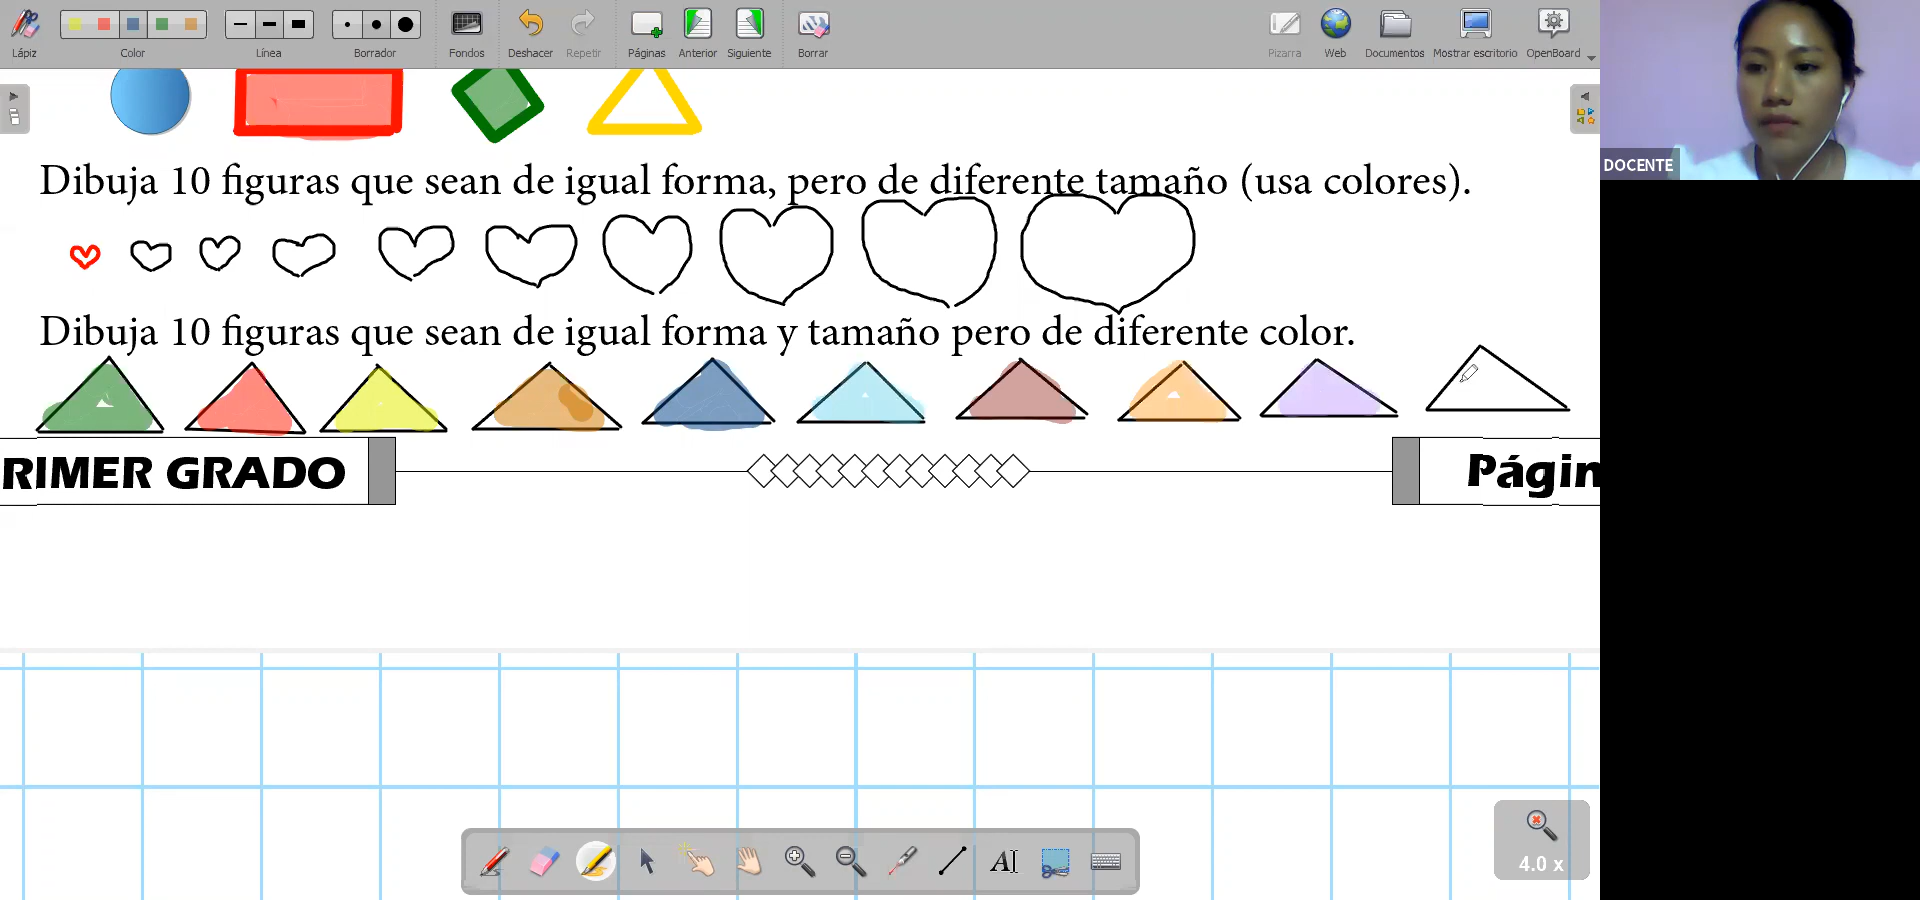 Lápiz Color Línea Borrador Fondos Deshacer Repetir Páginas Anterior Siguiente Borrar Pizarra Web Documentos Mostrar escritorio OpenBoard
DOCENTE
Dibuja 10 figuras que sean de igual forma, pero de diferente tamaño (usa colores).
Dibuja 10 figuras que sean de igual forma y tamaño pero de diferente color.
RIMER GRADO Págin
AI
4.0 x